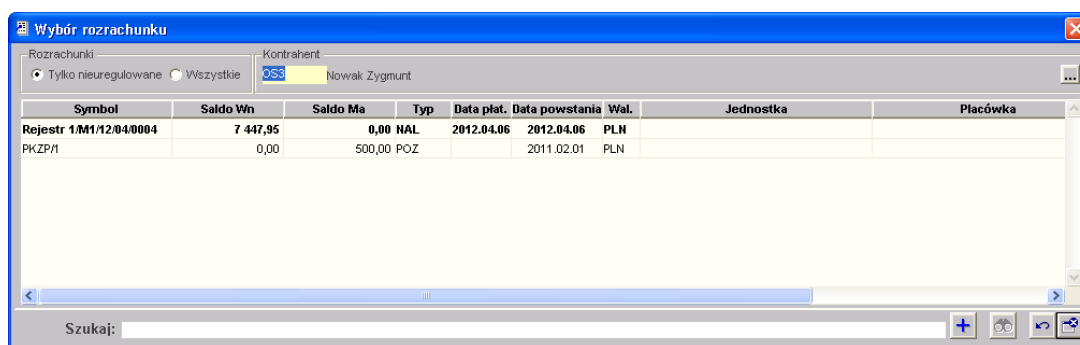 Wybór rozrachunku
Rozrachunki Kontrahent
Tylko nieuregulowane Wszystkie OS3 Nowak Zygmunt ...
Symbol Saldo Wn Saldo Ma Typ Data płat. Data powstania Wal. Jednostka Placówka
Rejestr 1/M1/12/04/0004 7 447,95 0,00 NAL 2012.04.06 2012.04.06 PLN
PKZP/1 0,00 500,00 POZ 2011.02.01 PLN
Szukaj: